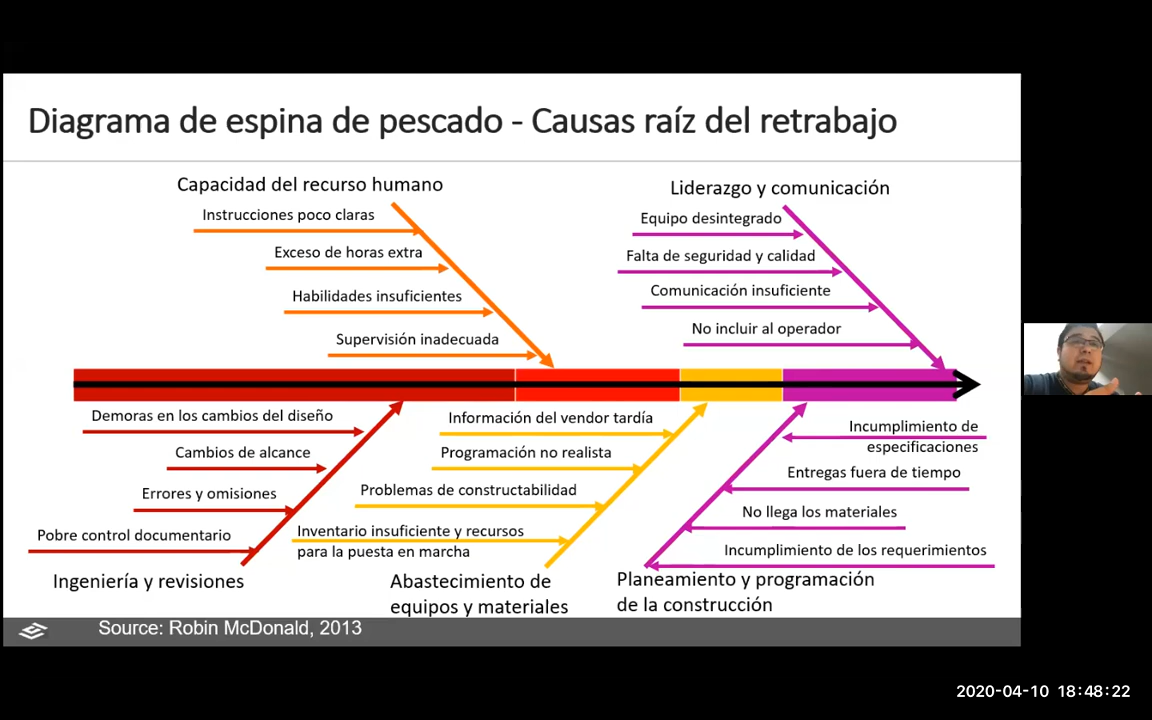 Diagrama de espina de pescado - Causas raíz del retrabajo
Capacidad del recurso humano
Instrucciones poco claras
Exceso de horas extra
Habilidades insuficientes
Supervisión inadecuada
Liderazgo y comunicación
Equipo desintegrado
Falta de seguridad y calidad
Comunicación insuficiente
No incluir al operador
Demoras en los cambios del diseño
Cambios de alcance
Errores y omisiones
Pobre control documentario
Ingeniería y revisiones
Información del vendor tardía
Programación no realista
Problemas de constructabilidad
Inventario insuficiente y recursos
para la puesta en marcha
Abastecimiento de
equipos y materiales
Incumplimiento de
especificaciones
Entregas fuera de tiempo
No llega los materiales
Incumplimiento de los requerimientos
Planeamiento y programación
de la construcción
Source: Robin McDonald, 2013
2020-04-10 18:48:22